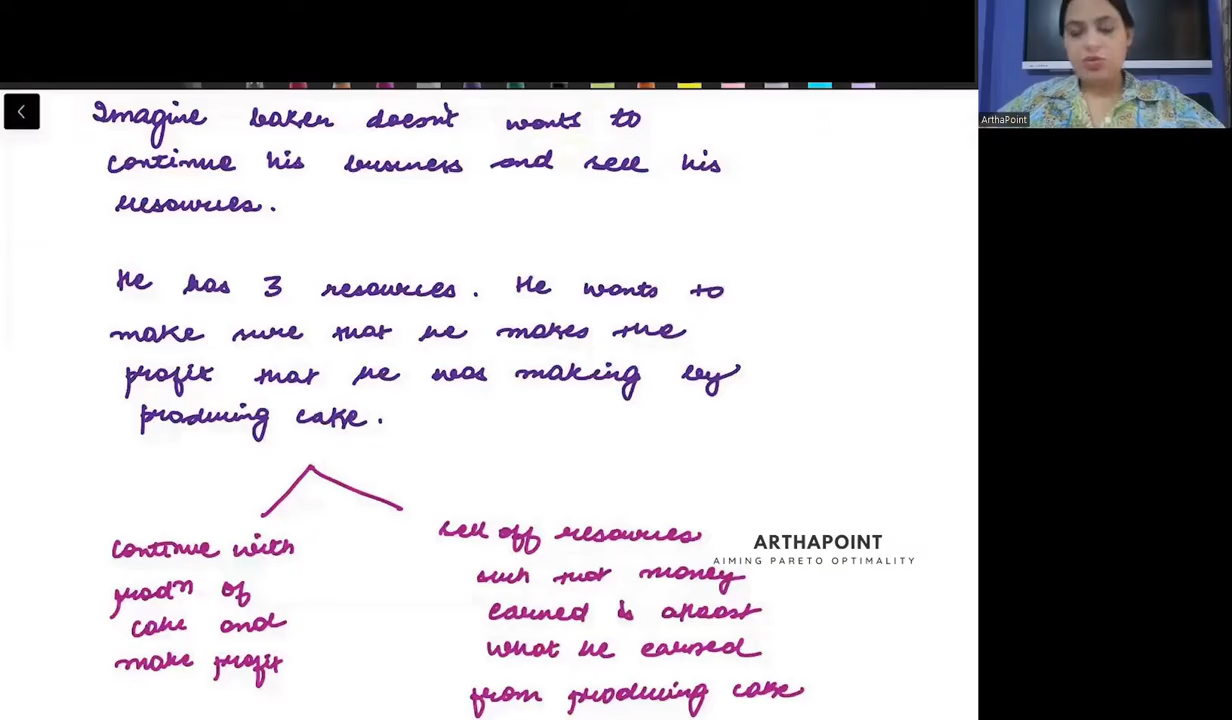 ArthaPoint
Imagine baker doesn't wants to
continue his business and sell his
resources.
He has 3 resources. He wants to
make sure that he makes the
profit that he was making by
producing cake.
continue with
prodn of
cake and
make profit
sell off resources
such that money
earned is atleast
what he earned
from producing cake
ARTHAPOINT
AIMING PARETO OPTIMALITY